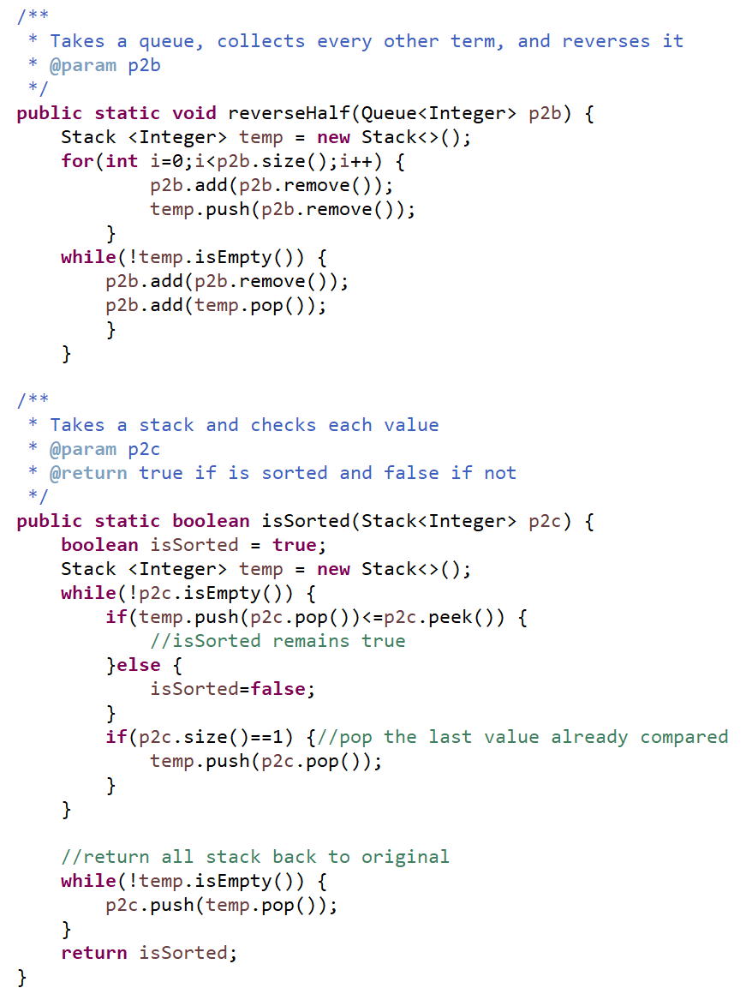 /**
 * Takes a queue, collects every other term, and reverses it
 * @param p2b
 */
public static void reverseHalf(Queue<Integer> p2b) {
    Stack <Integer> temp = new Stack<>();
    for(int i=0;i<p2b.size();i++) {
            p2b.add(p2b.remove());
            temp.push(p2b.remove());
        }
    while(!temp.isEmpty()) {
        p2b.add(p2b.remove());
        p2b.add(temp.pop());
        }
    }

/**
 * Takes a stack and checks each value
 * @param p2c
 * @return true if is sorted and false if not
 */
public static boolean isSorted(Stack<Integer> p2c) {
    boolean isSorted = true;
    Stack <Integer> temp = new Stack<>();
    while(!p2c.isEmpty()) {
        if(temp.push(p2c.pop())<=p2c.peek()) {
            //isSorted remains true
        }else {
            isSorted=false;
        }
        if(p2c.size()==1) {//pop the last value already compared
            temp.push(p2c.pop());
        }
    }

    //return all stack back to original
    while(!temp.isEmpty()) {
        p2c.push(temp.pop());
    }
    return isSorted;
}